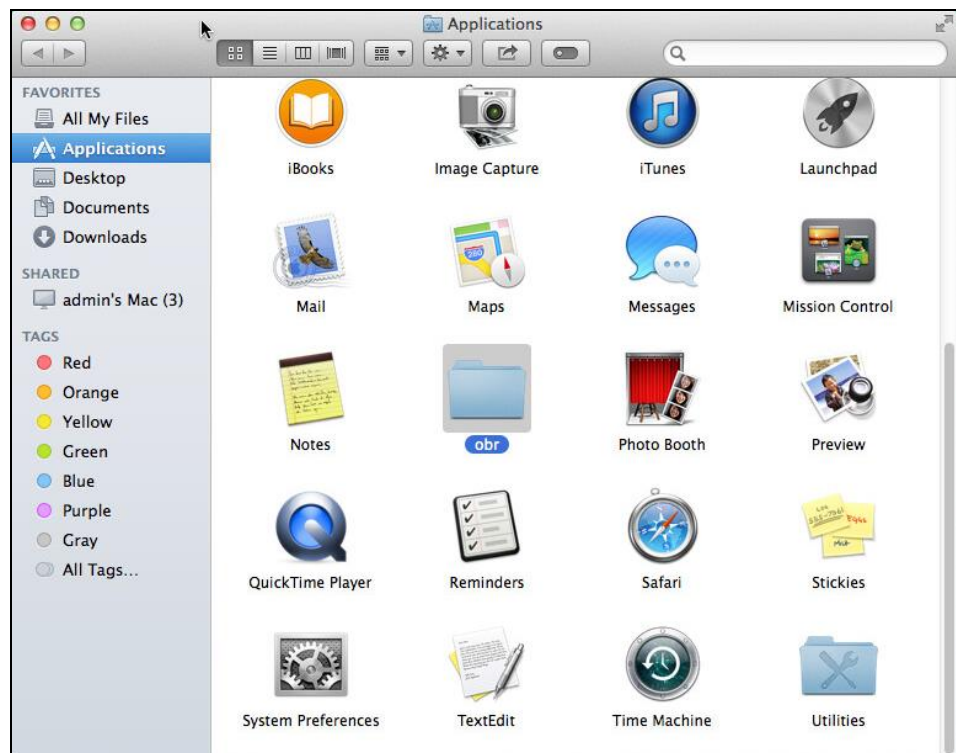 Applications
FAVORITES
All My Files
Applications
Desktop
Documents
Downloads
SHARED
admin's Mac (3)
TAGS
Red
Orange
Yellow
Green
Blue
Purple
Gray
All Tags...
iBooks Image Capture iTunes Launchpad
280
Mail Maps Messages Mission Control
Notes obr Photo Booth Preview
QuickTime Player Reminders Safari Stickies
System Preferences TextEdit Time Machine Utilities